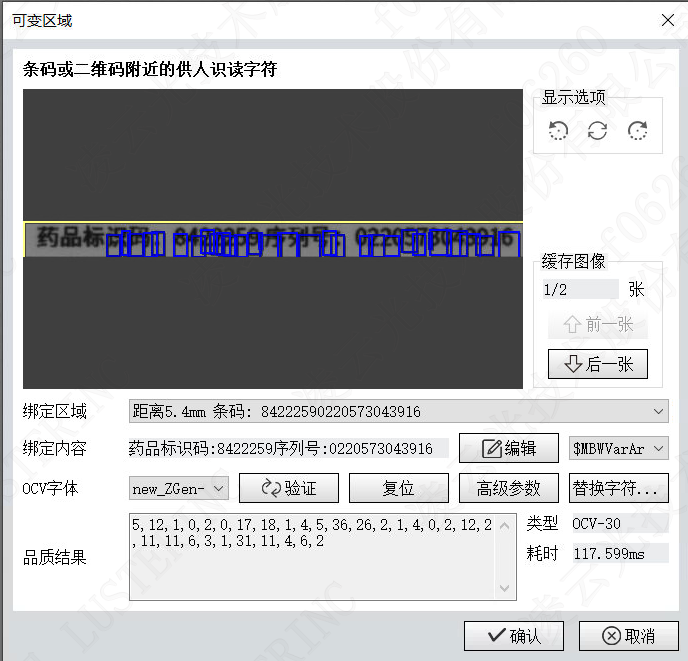 可变区域
条码或二维码附近的供人识读字符
显示选项
药品标识码: 8422259序列号: 0220573043916
缓存图像
1/2 张
前一张
后一张
绑定区域 距离5.4mm 条码: 84222590220573043916
绑定内容 药品标识码:8422259序列号:0220573043916 编辑 $MBWVarAr
OCV字体 new_ZGen- 验证 复位 高级参数 替换字符...
品质结果
5,12,1,0,2,0,17,18,1,4,5,36,26,2,1,4,0,2,12,2
,11,11,6,3,1,31,11,4,6,2
类型 OCV-30
耗时 117.599ms
确认 取消